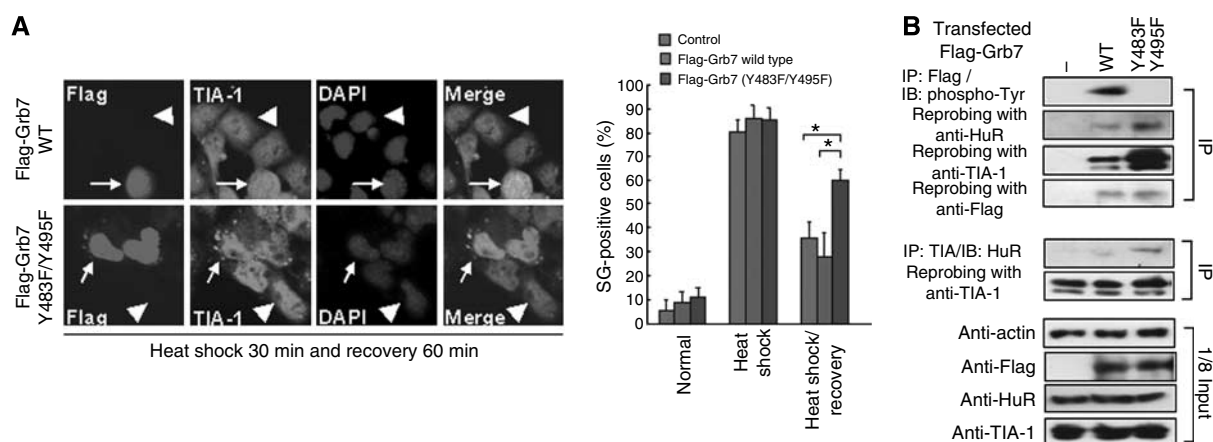 A
Flag-Grb7
WT
Flag-Grb7
Y483F/Y495F
Flag
TIA-1
DAPI
Merge
Flag
TIA-1
DAPI
Merge
Heat shock 30 min and recovery 60 min
Control
Flag-Grb7 wild type
Flag-Grb7 (Y483F/Y495F)
SG-positive cells (%)
100
90
80
70
60
50
40
30
20
10
0
* 
*
Normal
Heat
shock
Heat shock/
recovery
B
Transfected
Flag-Grb7
–
WT
Y483F
Y495F
IP: Flag /
IB: phospho-Tyr
Reprobing with
anti-HuR
Reprobing with
anti-TIA-1
Reprobing with
anti-Flag
IP
IP: TIA/IB: HuR
Reprobing with
anti-TIA-1
IP
Anti-actin
Anti-Flag
Anti-HuR
Anti-TIA-1
1/8 Input